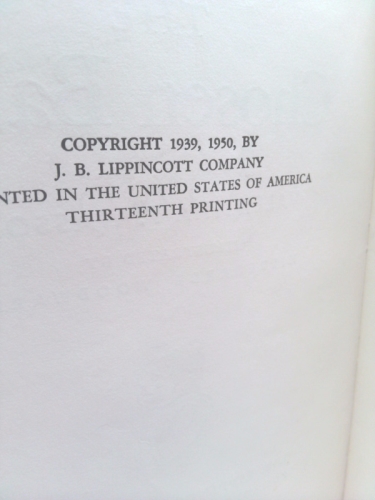 COPYRIGHT 1939, 1950, BY
J. B. LIPPINCOTT COMPANY
NTED IN THE UNITED STATES OF AMERICA
THIRTEENTH PRINTING